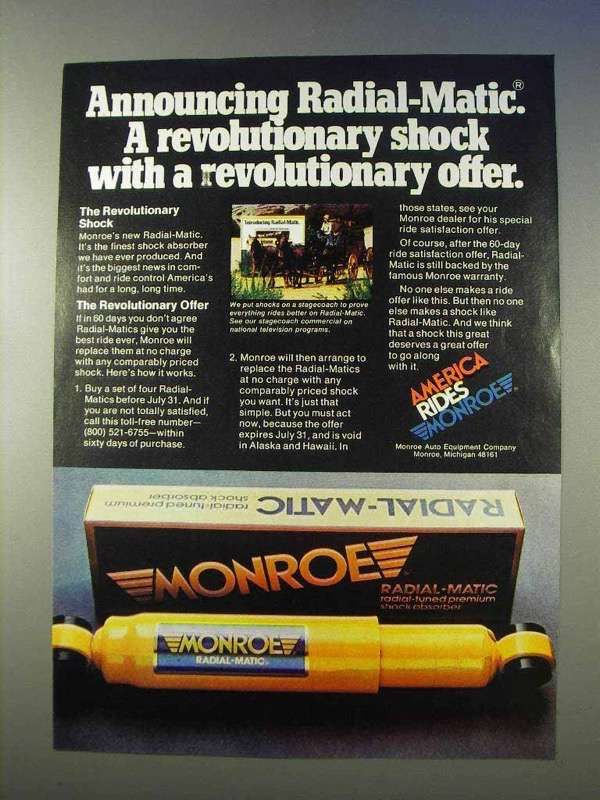 Announcing Radial-Matic.®
A revolutionary shock
with a revolutionary offer.
The Revolutionary
Shock
Monroe's new Radial-Matic.
It's the finest shock absorber
we have ever produced. And
it's the biggest news in com-
fort and ride control America's
had for a long, long time.
The Revolutionary Offer
If in 60 days you don't agree
Radial-Matics give you the
best ride ever, Monroe will
replace them at no charge
with any comparably priced
shock. Here's how it works.
1. Buy a set of four Radial-
Matics before July 31. And if
you are not totally satisfied,
call this toll-free number—
(800) 521-6755—within
sixty days of purchase.
Introducing Radial-Matic.
We put shocks on a stagecoach to prove
everything rides better on Radial-Matic.
See our stagecoach commercial on
national television programs.
2. Monroe will then arrange to
replace the Radial-Matics
at no charge with any
comparably priced shock
you want. It's just that
simple. But you must act
now, because the offer
expires July 31, and is void
in Alaska and Hawaii. In
those states, see your
Monroe dealer for his special
ride satisfaction offer.
Of course, after the 60-day
ride satisfaction offer, Radial-
Matic is still backed by the
famous Monroe warranty.
No one else makes a ride
offer like this. But then no one
else makes a shock like
Radial-Matic. And we think
that a shock this great
deserves a great offer
to go along
with it.
AMERICA
RIDES
MONROE
Monroe Auto Equipment Company
Monroe, Michigan 48161
RADIAL-MATIC
radial-tuned premium
shock absorber
MONROE
RADIAL-MATIC
radial-tuned premium
shock absorber
MONROE
RADIAL-MATIC